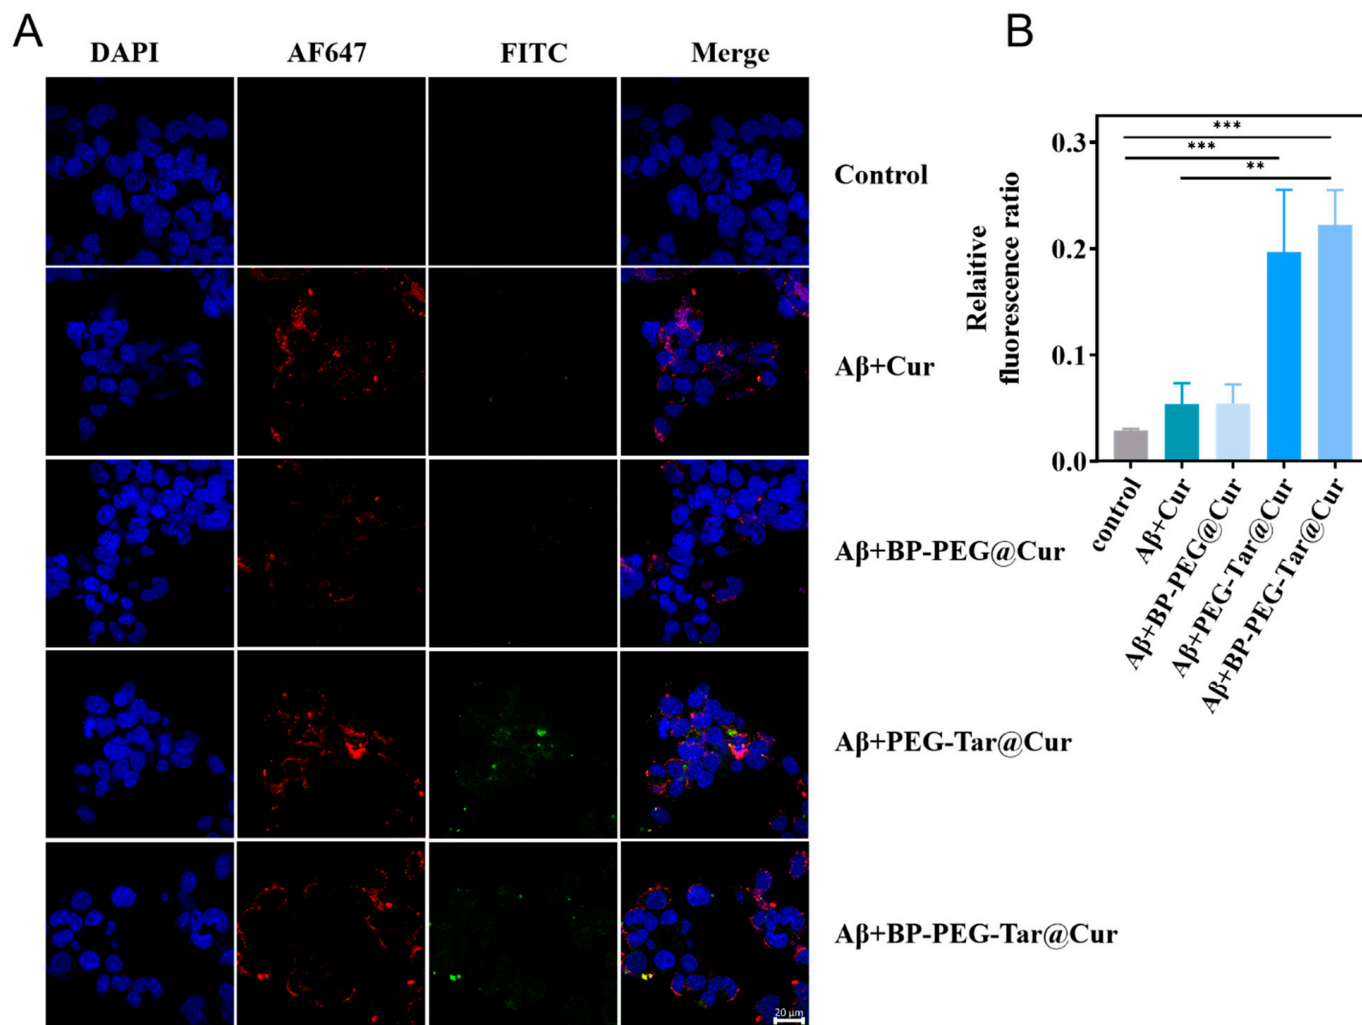 A
DAPI
AF647
FITC
Merge
Control
Aβ+Cur
Aβ+BP-PEG@Cur
Aβ+PEG-Tar@Cur
Aβ+BP-PEG-Tar@Cur
20 μm
B
Relaitive
fluorescence ratio
0.3
0.2
0.1
0.0
***
***
**
control
Aβ+Cur
Aβ+BP-PEG@Cur
Aβ+PEG-Tar@Cur
Aβ+BP-PEG-Tar@Cur